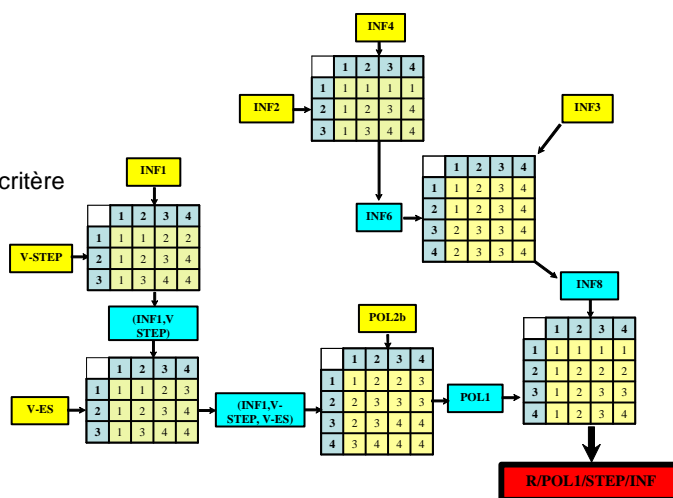 INF4
1 2 3 4
1 1 1 1 1
2 1 2 3 4
3 1 3 4 4
INF2
INF3
1 2 3 4
1 1 2 3 4
2 1 2 3 4
3 2 3 3 4
4 2 3 3 4
INF6
critère
INF1
1 2 3 4
1 1 1 2 2
2 1 2 3 4
3 1 3 4 4
V-STEP
INF8
(INF1,V
STEP)
POL2b
1 2 3 4
1 1 1 2 3
2 1 2 3 4
3 1 3 4 4
V-ES
(INF1,V-
STEP, V-ES)
1 2 3 4
1 1 2 2 3
2 2 3 3 3
3 2 3 4 4
4 3 4 4 4
POL1
1 2 3 4
1 1 1 1 1
2 1 2 2 2
3 1 2 3 3
4 1 2 3 4
R/POL1/STEP/INF